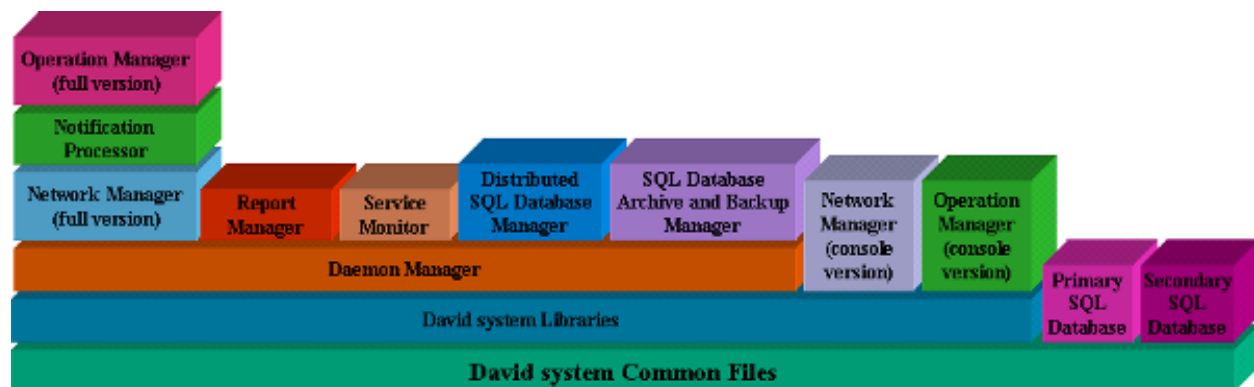 Operation Manager
(full version)
Notification
Processor
Network Manager
(full version)
Report
Manager
Service
Monitor
Distributed
SQL Database
Manager
SQL Database
Archive and Backup
Manager
Network
Manager
(console
version)
Operation
Manager
(console
version)
Daemon Manager
Primary
SQL
Database
Secondary
SQL
Database
David system Libraries
David system Common Files